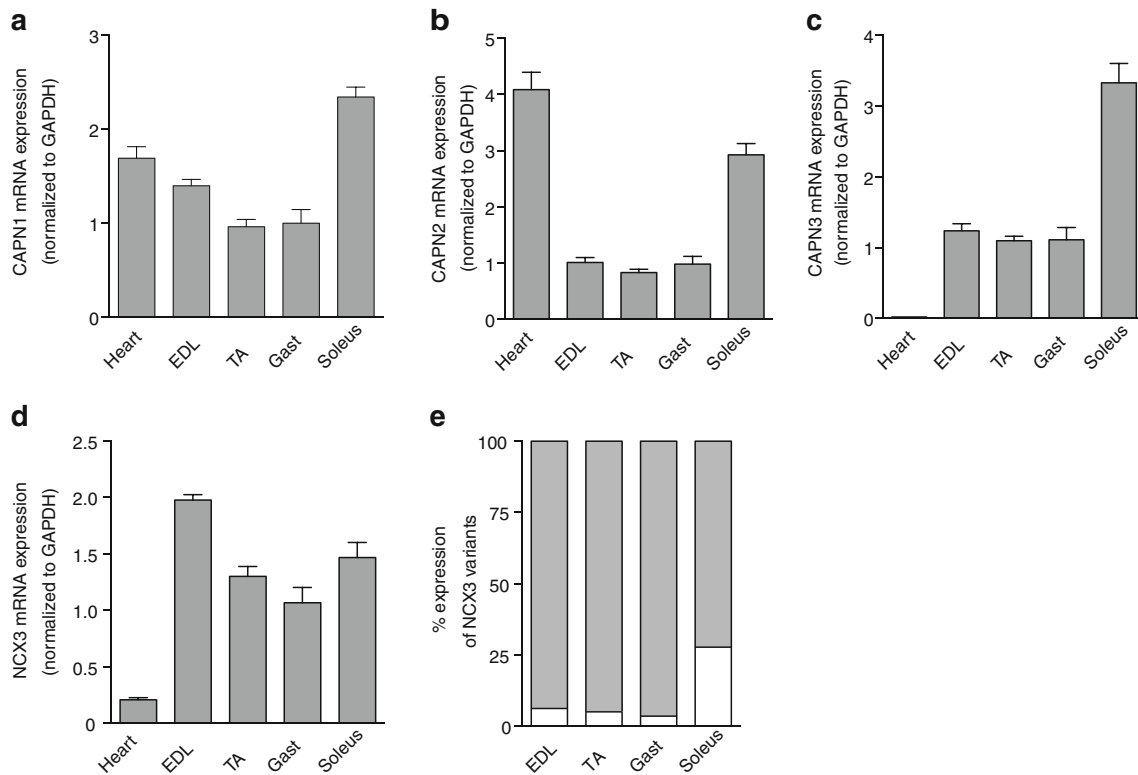 a
CAPN1 mRNA expression
(normalized to GAPDH)
3
2
1
0
Heart
EDL
TA
Gast
Soleus
b
CAPN2 mRNA expression
(normalized to GAPDH)
5
4
3
2
1
0
Heart
EDL
TA
Gast
Soleus
c
CAPN3 mRNA expression
(normalized to GAPDH)
4
3
2
1
0
Heart
EDL
TA
Gast
Soleus
d
NCX3 mRNA expression
(normalized to GAPDH)
2.5
2.0
1.5
1.0
0.5
0
Heart
EDL
TA
Gast
Soleus
e
% expression
of NCX3 variants
100
75
50
25
0
EDL
TA
Gast
Soleus